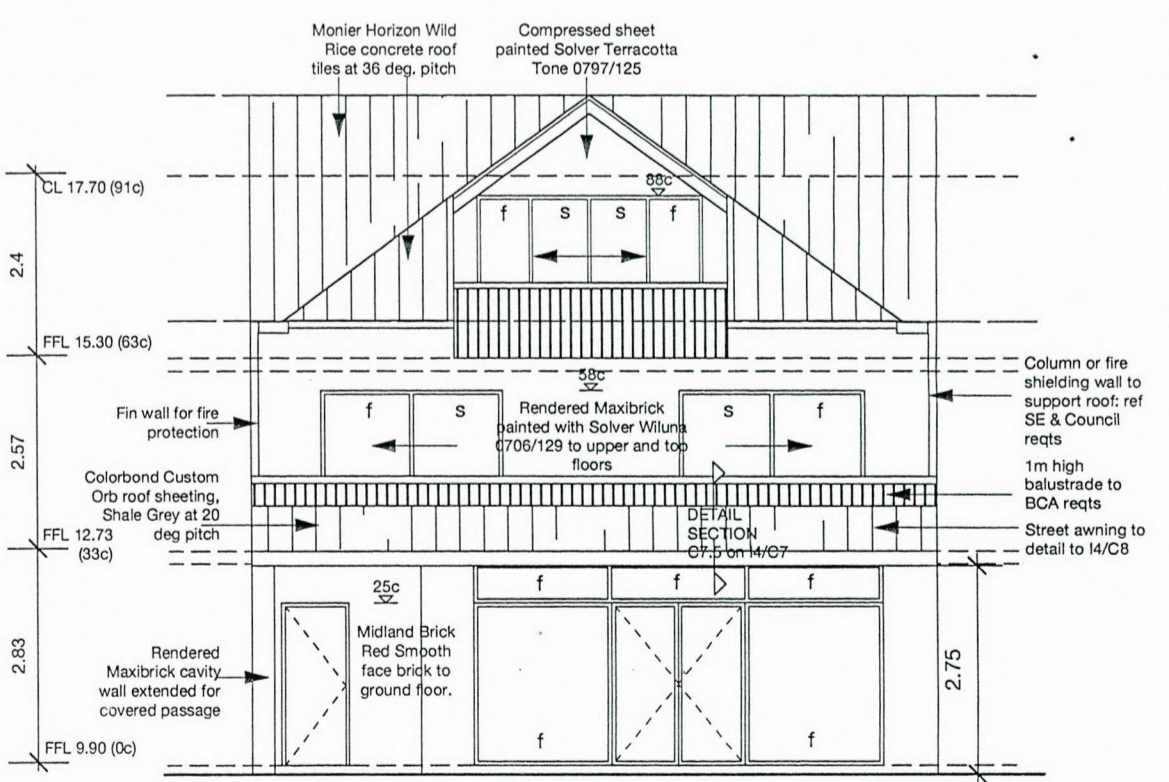 Monier Horizon Wild
Rice concrete roof
tiles at 36 deg. pitch
Compressed sheet
painted Solver Terracotta
Tone 0797/125
CL 17.70 (91c)
88c
f
s
s
f
2.4
FFL 15.30 (63c)
58c
Column or fire
shielding wall to
support roof: ref
SE & Council
reqts
Fin wall for fire
protection
f
s
Rendered Maxibrick
painted with Solver Wiluna
0706/129 to upper and top
floors
s
f
2.57
1m high
balustrade to
BCA reqts
Colorbond Custom
Orb roof sheeting,
Shale Grey at 20
deg pitch
DETAIL
SECTION
C7.5 on I4/C7
Street awning to
detail to I4/C8
FFL 12.73
(33c)
25c
f
f
f
Midland Brick
Red Smooth
face brick to
ground floor.
2.83
2.75
Rendered
Maxibrick cavity
wall extended for
covered passage
f
f
FFL 9.90 (0c)